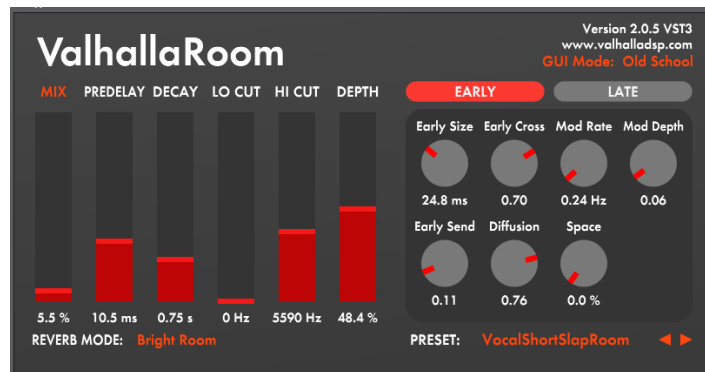 ValhallaRoom
Version 2.0.5 VST3
www.valhalladsp.com
GUI Mode: Old School
MIX PREDELAY DECAY LO CUT HI CUT DEPTH
EARLY LATE
Early Size Early Cross Mod Rate Mod Depth
24.8 ms 0.70 0.24 Hz 0.06
Early Send Diffusion Space
0.11 0.76 0.0 %
5.5 % 10.5 ms 0.75 s 0 Hz 5590 Hz 48.4 %
REVERB MODE: Bright Room
PRESET: VocalShortSlapRoom